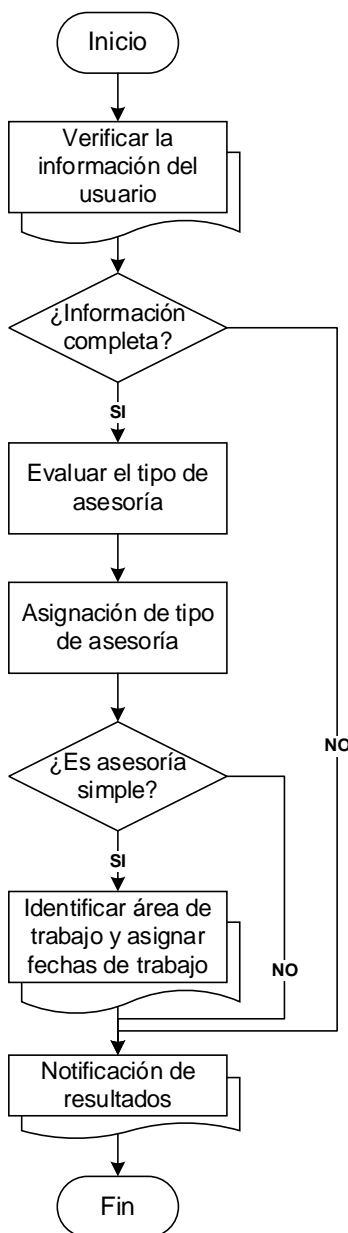 Inicio
Verificar la
información del
usuario
¿Información
completa?
SI
Evaluar el tipo de
asesoría
Asignación de tipo
de asesoría
NO
¿Es asesoría
simple?
SI
Identificar área de
trabajo y asignar
fechas de trabajo
NO
Notificación de
resultados
Fin